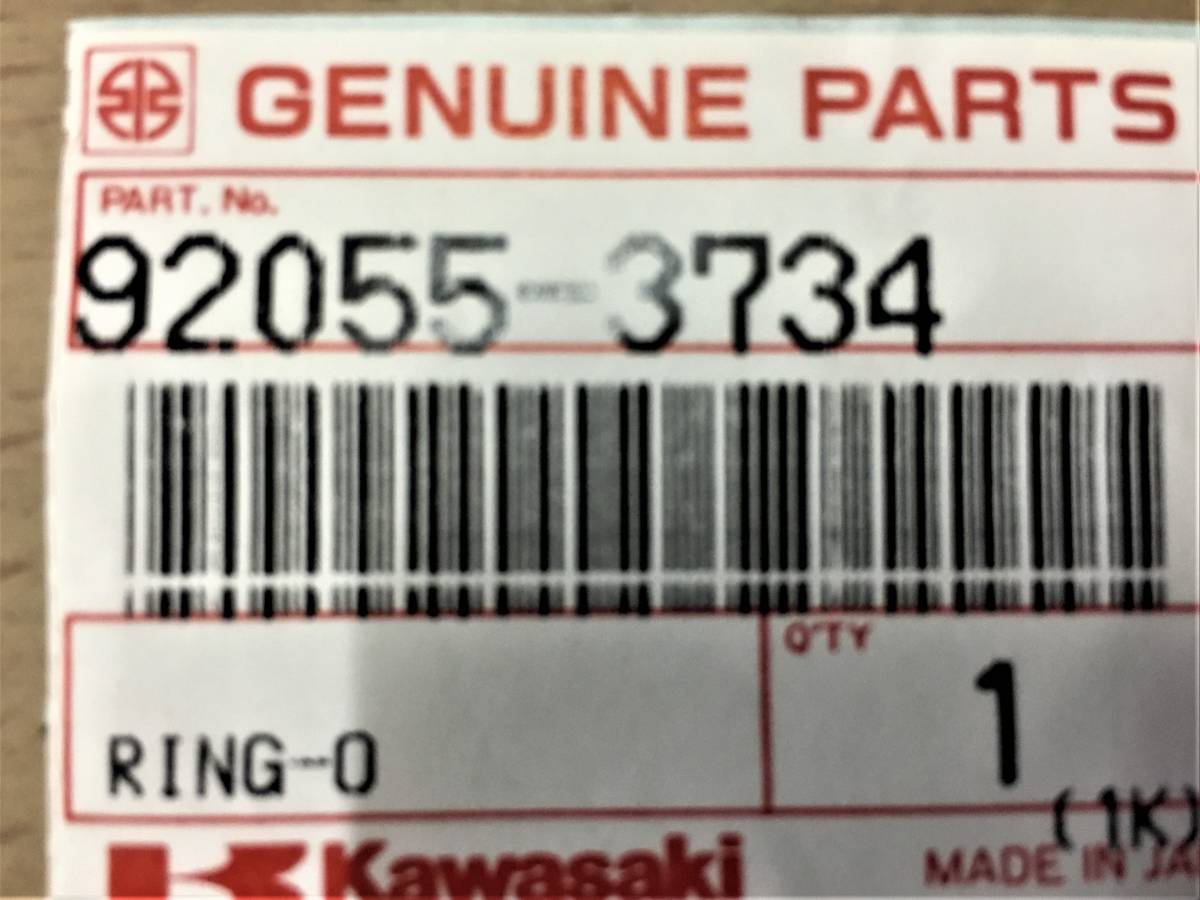 GENUINE PARTS
PART. No.
92055-3734
Q'TY
1
RING-O
(1K)
Kawasaki
MADE IN JA